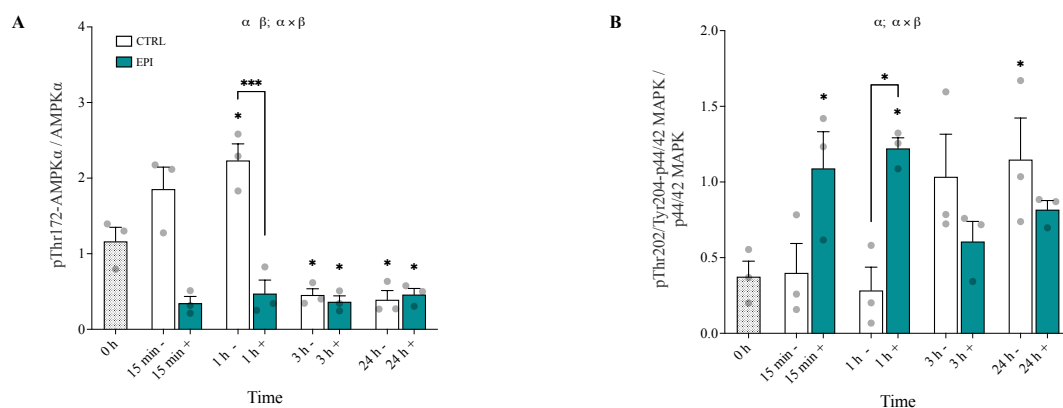 A
α β; α × β
4
3
2
1
0
pThr172-AMPKα / AMPKα
CTRL
EPI
***
*
*
*
*
*
0 h
15 min -
15 min +
1 h -
1 h +
3 h -
3 h +
24 h -
24 h +
Time
B
α; α × β
2.0
1.5
1.0
0.5
0.0
pThr202/Tyr204-p44/42 MAPK /
p44/42 MAPK
*
*
*
*
0 h
15 min -
15 min +
1 h -
1 h +
3 h -
3 h +
24 h -
24 h +
Time